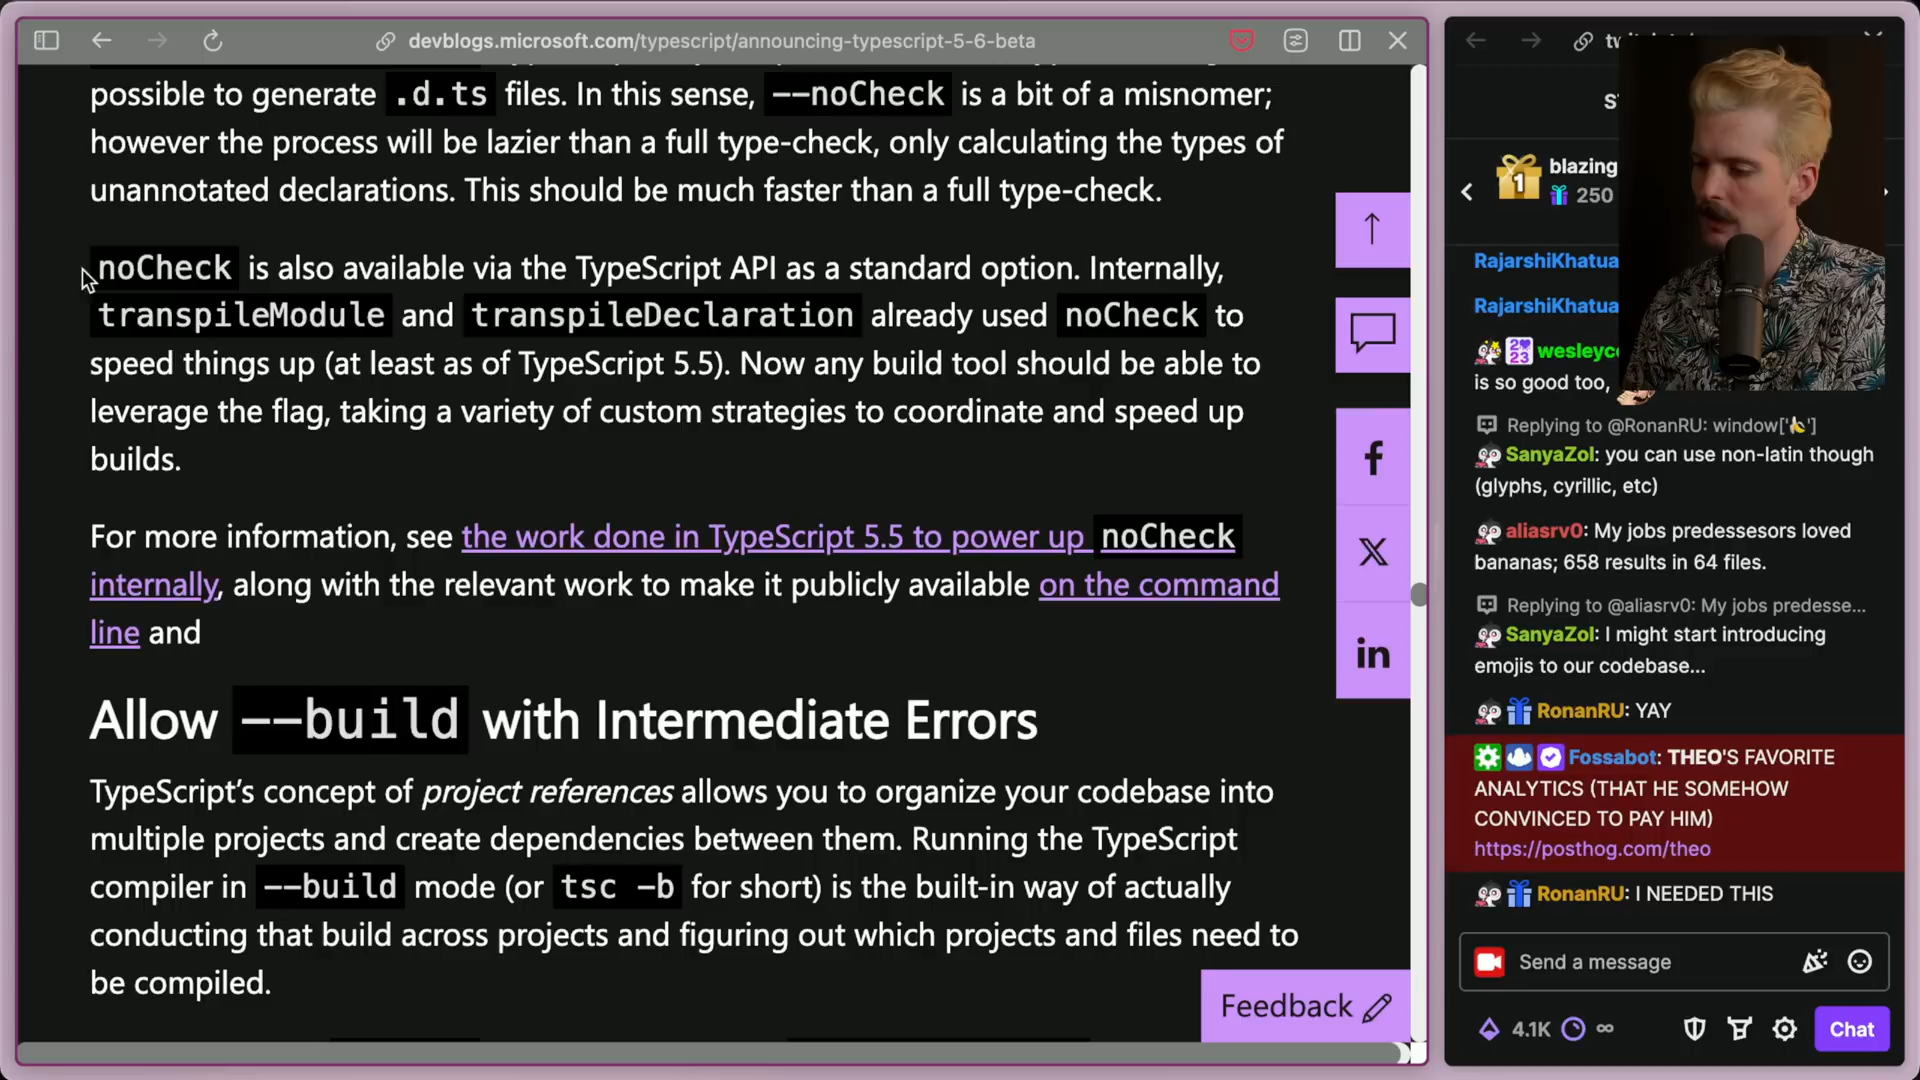 devblogs.microsoft.com/typescript/announcing-typescript-5-6-beta
possible to generate .d.ts files. In this sense, --noCheck is a bit of a misnomer;
however the process will be lazier than a full type-check, only calculating the types of
unannotated declarations. This should be much faster than a full type-check.
noCheck is also available via the TypeScript API as a standard option. Internally,
transpileModule and transpileDeclaration already used noCheck to
speed things up (at least as of TypeScript 5.5). Now any build tool should be able to
leverage the flag, taking a variety of custom strategies to coordinate and speed up
builds.
For more information, see the work done in TypeScript 5.5 to power up noCheck
internally, along with the relevant work to make it publicly available on the command
line and
Allow --build with Intermediate Errors
TypeScript’s concept of project references allows you to organize your codebase into
multiple projects and create dependencies between them. Running the TypeScript
compiler in --build mode (or tsc -b for short) is the built-in way of actually
conducting that build across projects and figuring out which projects and files need to
be compiled.
Feedback
1
blazing
250
RajarshiKhatua
RajarshiKhatua
wesleyc
is so good too,
Replying to @RonanRU: window['🍌']
SanyaZol: you can use non-latin though
(glyphs, cyrillic, etc)
aliasrv0: My jobs predessesors loved
bananas; 658 results in 64 files.
Replying to @aliasrv0: My jobs predesse...
SanyaZol: I might start introducing
emojis to our codebase...
RonanRU: YAY
Fossabot: THEO'S FAVORITE
ANALYTICS (THAT HE SOMEHOW
CONVINCED TO PAY HIM)
https://posthog.com/theo
RonanRU: I NEEDED THIS
Send a message
4.1K ∞
Chat